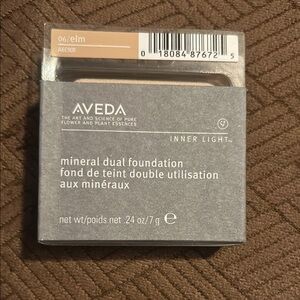 06/elm
0 18084 87672 5
AVEDA
THE ART AND SCIENCE OF PURE
FLOWER AND PLANT ESSENCES
INNER LIGHT™
mineral dual foundation
fond de teint double utilisation
aux minéraux
net wt/poids net .24 oz/7 g ℮